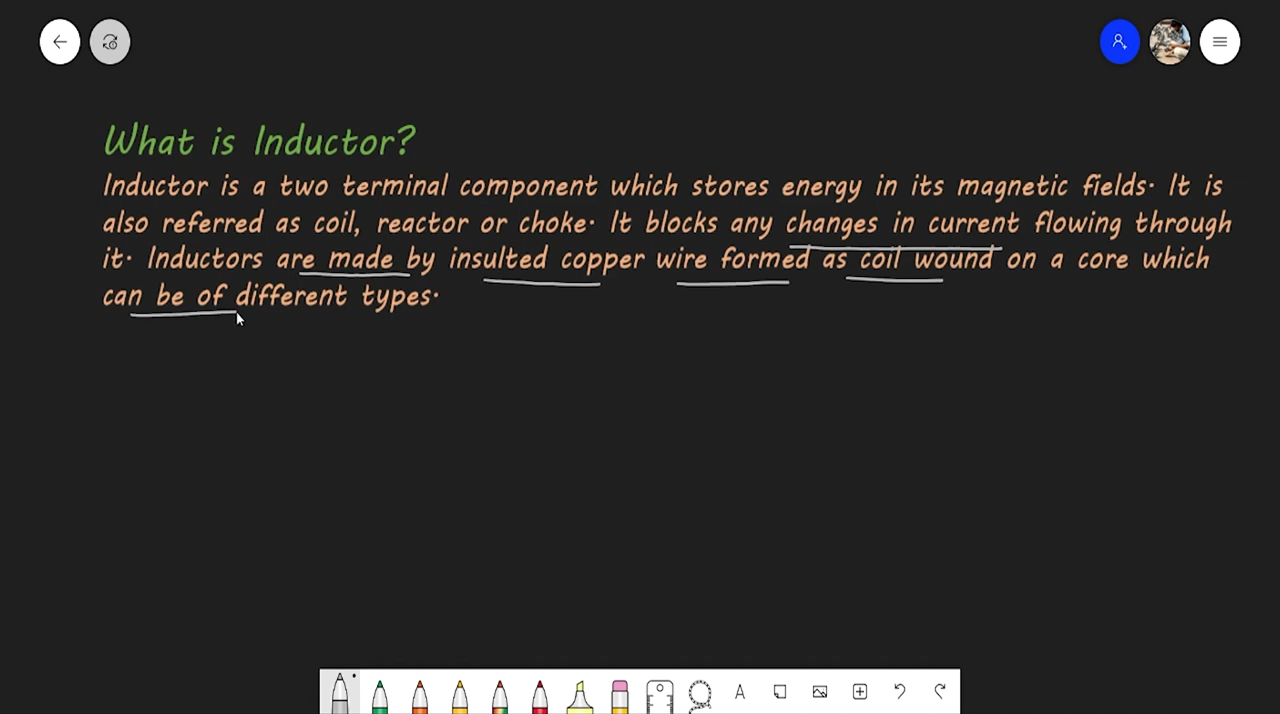 What is Inductor?
Inductor is a two terminal component which stores energy in its magnetic fields. It is
also referred as coil, reactor or choke. It blocks any changes in current flowing through
it. Inductors are made by insulted copper wire formed as coil wound on a core which
can be of different types.
A